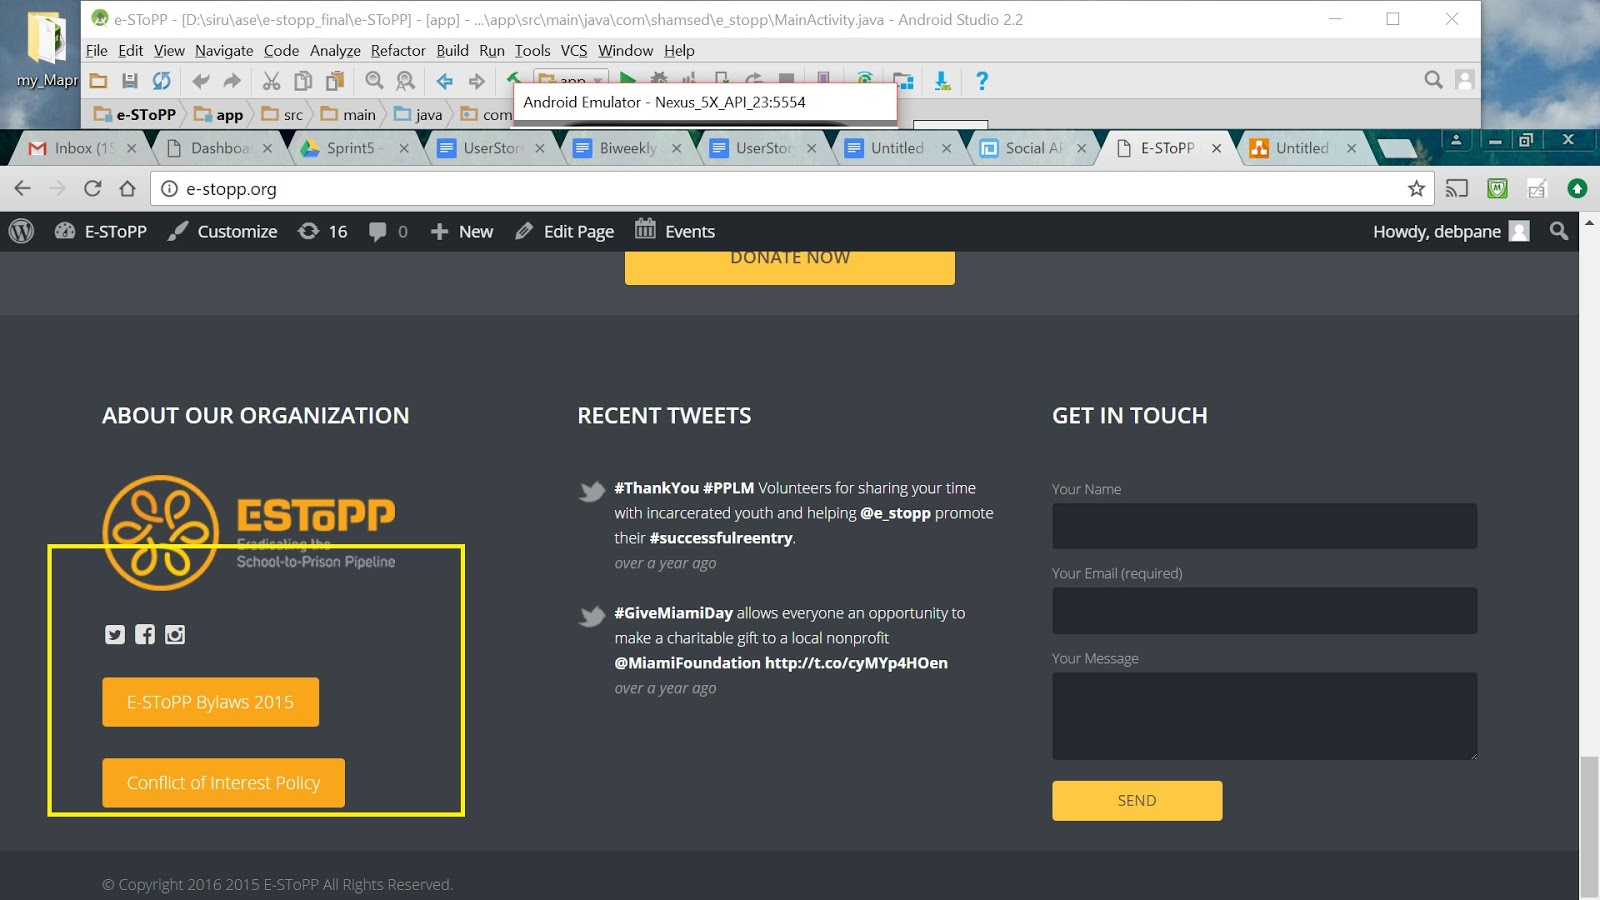 e-SToPP - [D:\siru\ase\e-stopp_final\e-SToPP] - [app] - ...\app\src\main\java\com\shamsed\e_stopp\MainActivity.java - Android Studio 2.2
File Edit View Navigate Code Analyze Refactor Build Run Tools VCS Window Help
my_Mapr
app
Android Emulator - Nexus_5X_API_23:5554
e-SToPP app src main java com
Inbox (15 Dashboa Sprint5 - UserStor Biweekly UserStor Untitled Social AP E-SToPP Untitled
e-stopp.org
E-SToPP Customize 16 0 New Edit Page Events Howdy, debpane
DONATE NOW
ABOUT OUR ORGANIZATION
ESToPP
Eradicating the
School-to-Prison Pipeline
E-SToPP Bylaws 2015
Conflict of Interest Policy
RECENT TWEETS
#ThankYou #PPLM Volunteers for sharing your time
with incarcerated youth and helping @e_stopp promote
their #successfulreentry.
over a year ago
#GiveMiamiDay allows everyone an opportunity to
make a charitable gift to a local nonprofit
@MiamiFoundation http://t.co/cyMYp4HOen
over a year ago
GET IN TOUCH
Your Name
Your Email (required)
Your Message
SEND
© Copyright 2016 2015 E-SToPP All Rights Reserved.